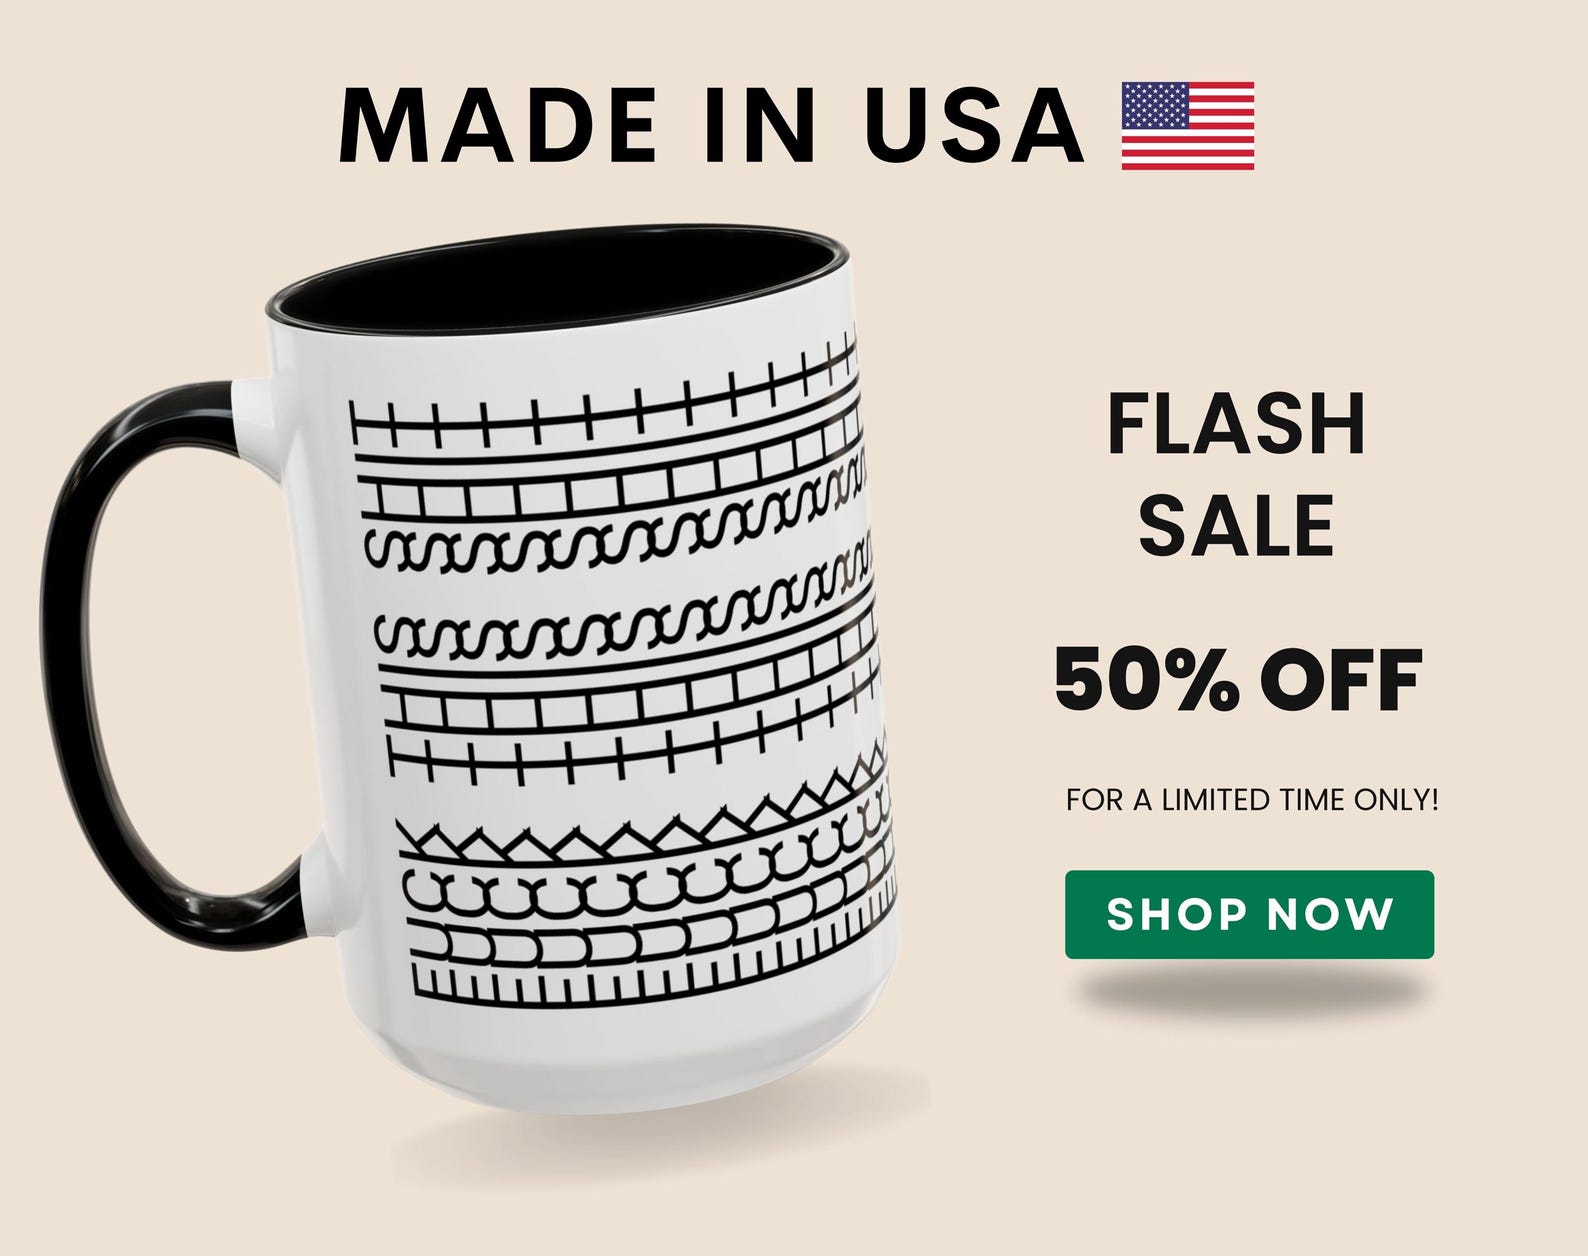 MADE IN USA
FLASH
SALE
50% OFF
FOR A LIMITED TIME ONLY!
SHOP NOW